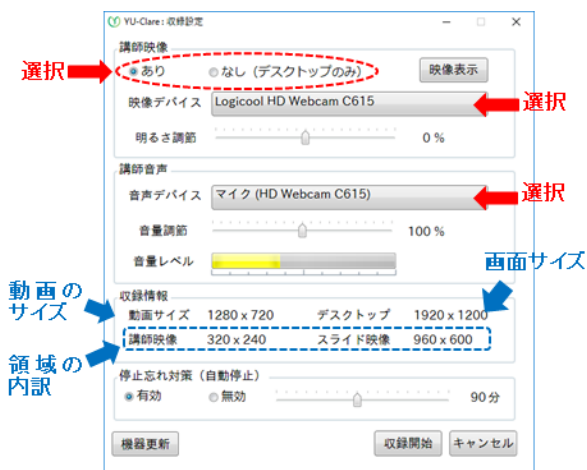 YU-Clare : 収録設定
講師映像
選択
あり
なし (デスクトップのみ)
映像表示
映像デバイス
Logicool HD Webcam C615
選択
明るさ調節
0 %
講師音声
音声デバイス
マイク (HD Webcam C615)
選択
音量調節
100 %
音量レベル
画面サイズ
動画の
サイズ
収録情報
動画サイズ 1280 x 720 デスクトップ 1920 x 1200
講師映像 320 x 240 スライド映像 960 x 600
領域の
内訳
停止忘れ対策 (自動停止)
有効
無効
90 分
機器更新
収録開始
キャンセル